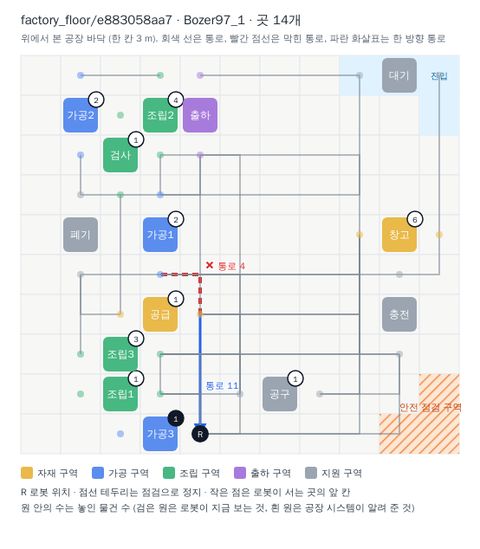 factory_floor/e883058aa7 · Bozer97_1 · 곳 14개
위에서 본 공장 바닥 (한 칸 3 m). 회색 선은 통로, 빨간 점선은 막힌 통로, 파란 화살표는 한 방향 통로
대기
진입
2
가공2
4
조립2
출하
1
검사
폐기
2
가공1
6
창고
✖ 통로 4
1
공급
충전
3
조립3
1
조립1
통로 11
1
공구
안전 점검 구역
1
가공3
R
자재 구역
가공 구역
조립 구역
출하 구역
지원 구역
R 로봇 위치 · 점선 테두리는 점검으로 정지 · 작은 점은 로봇이 서는 곳의 앞 칸
원 안의 수는 놓인 물건 수 (검은 원은 로봇이 지금 보는 것, 흰 원은 공장 시스템이 알려 준 것)